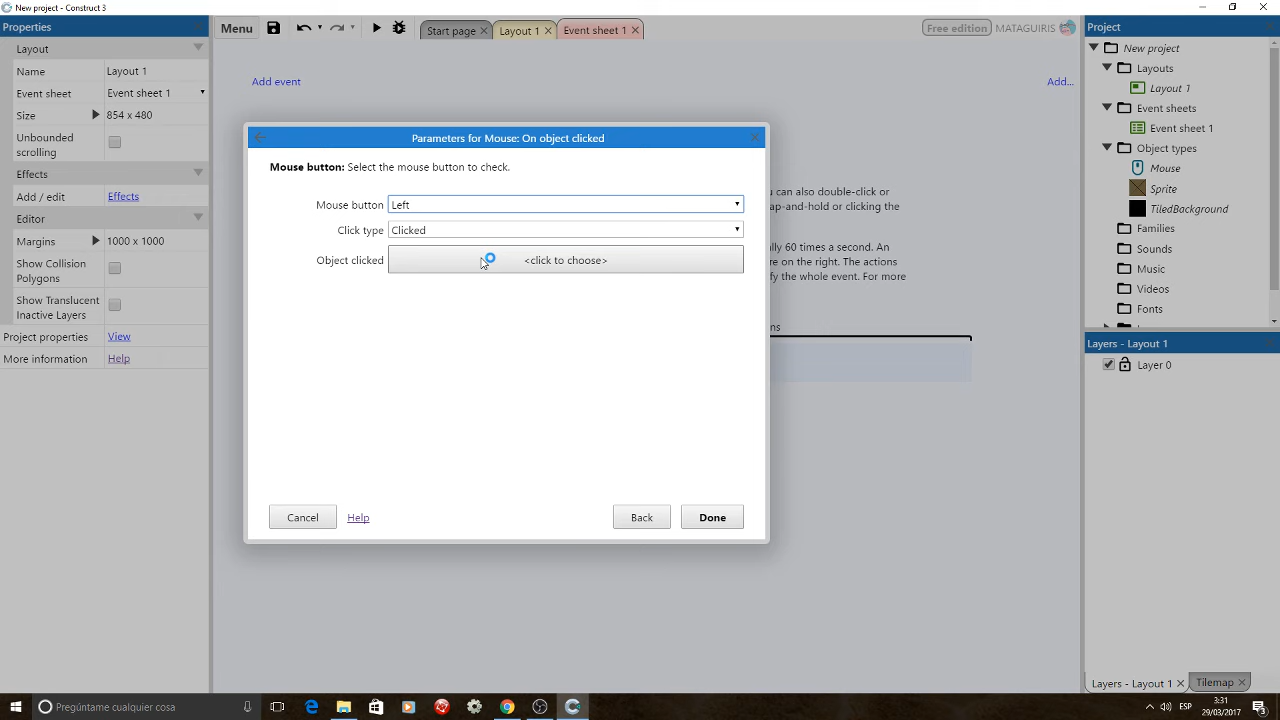 New project - Construct 3
Properties
Menu
Start page
Layout 1
Event sheet 1
Free edition
MATAGUIRIS
Project
Layout
Name
Layout 1
Event sheet
Event sheet 1
Size
854 x 480
Unbounded
scrolling
Effects
Add / edit
Effects
Editor
Margins
1000 x 1000
Show Collision
Polygons
Show Translucent
Inactive Layers
Project properties
View
More information
Help
Add event
Add...
Parameters for Mouse: On object clicked
Mouse button: Select the mouse button to check.
Mouse button
Left
Click type
Clicked
Object clicked
<click to choose>
Cancel
Help
Back
Done
u can also double-click or
ap-and-hold or clicking the
ly 60 times a second. An
re on the right. The actions
fy the whole event. For more
ns
New project
Layouts
Layout 1
Event sheets
Event sheet 1
Object types
Mouse
Sprite
TiledBackground
Families
Sounds
Music
Videos
Fonts
Layers - Layout 1
Layer 0
Layers - Layout 1
Tilemap
Pregúntame cualquier cosa
ESP
3:31
29/03/2017